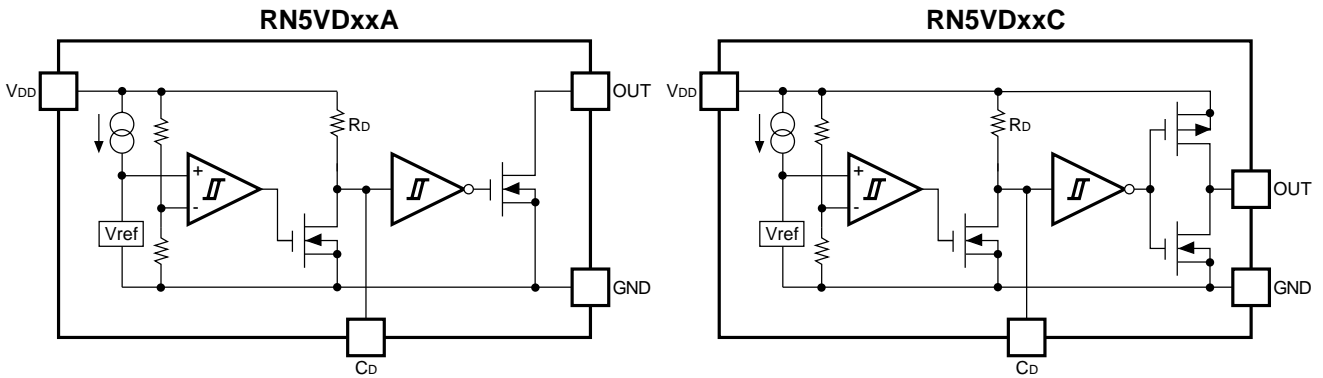 RN5VDxxA
VDD
OUT
RD
+
-
Vref
GND
CD
RN5VDxxC
VDD
RD
+
-
OUT
Vref
GND
CD